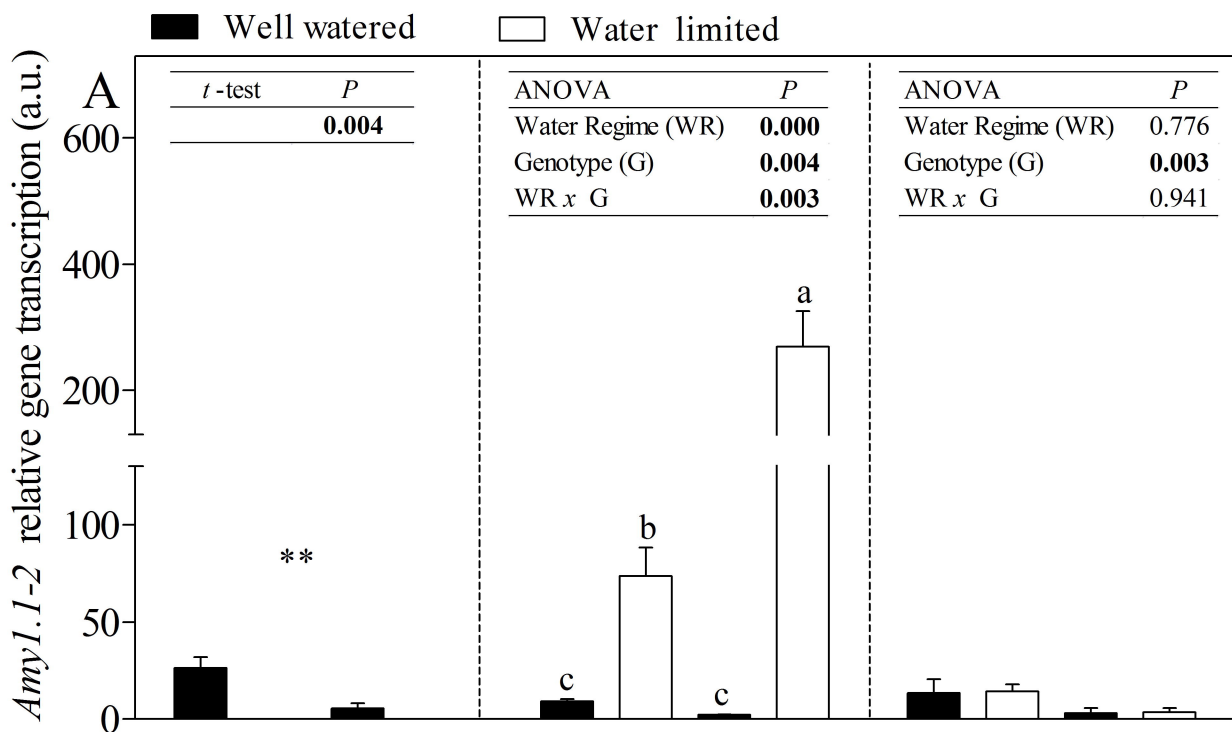 Well watered Water limited
Amy1.1-2 relative gene transcription (a.u.)
A
t-test P
0.004
ANOVA P
Water Regime (WR) 0.000
Genotype (G) 0.004
WR x G 0.003
ANOVA P
Water Regime (WR) 0.776
Genotype (G) 0.003
WR x G 0.941
600
400
200
100
50
0
**
c
b
c
a